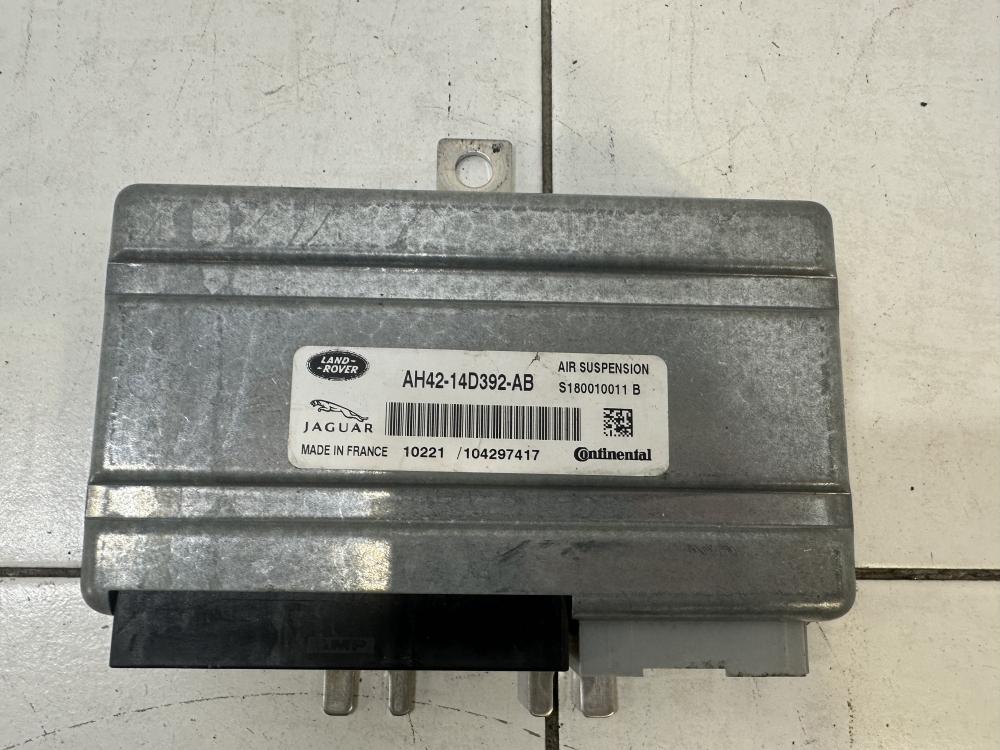 LAND-
ROVER
AH42-14D392-AB
AIR SUSPENSION
S180010011 B
JAGUAR
MADE IN FRANCE 10221 /104297417
Continental